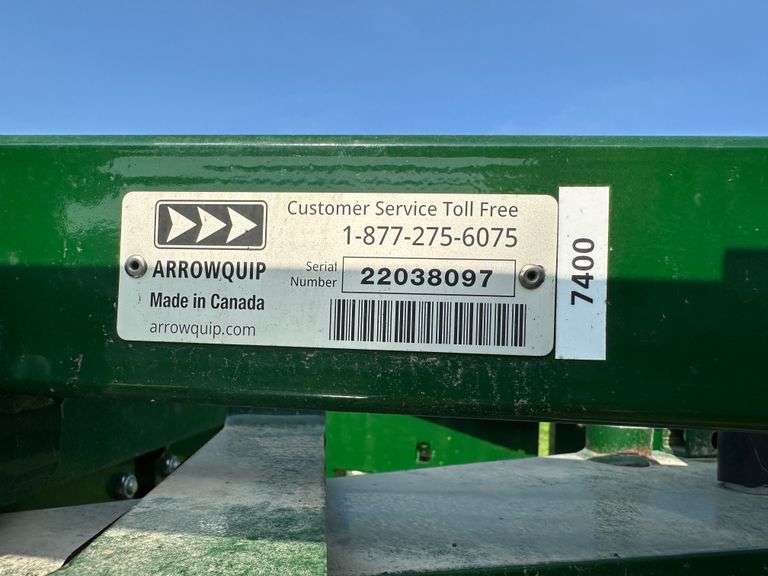 Customer Service Toll Free
1-877-275-6075
ARROWQUIP
Made in Canada
arrowquip.com
Serial
Number
22038097
7400